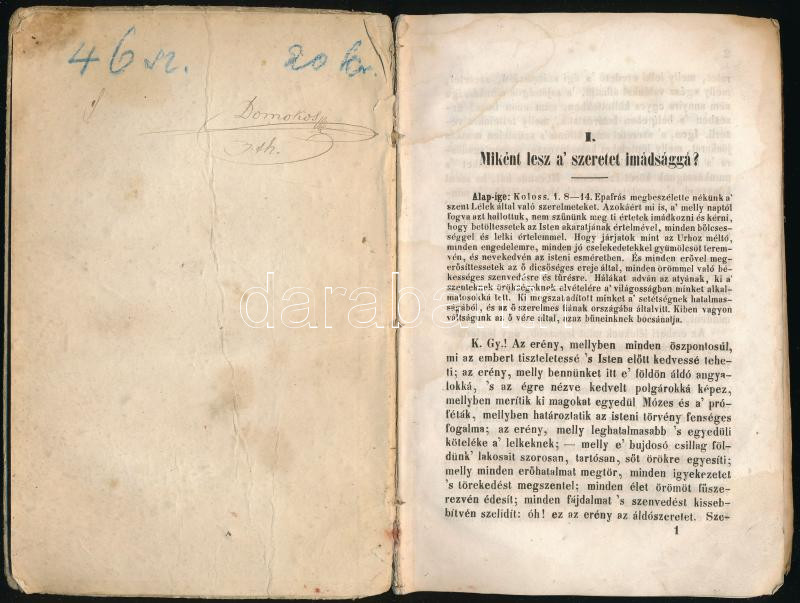 46 sz. 20 kr.
Domokos
I.
Miként lesz a' szeretet imádsággá?
Alap-ige: Koloss. 1. 8—14. Epafrás megbeszélette nékünk a'
szent Lélek által való szerelmeteket. Azokáért mi is, a' melly naptól
fogva azt hallottuk, nem szününk meg ti értetek imádkozni és kérni,
hogy betöltessetek az Isten akaratjának értelmével, minden bölcses-
séggel és lelki értelemmel. Hogy járjatok mint az Urhoz méltó,
minden engedelemre, minden jó cselekedetekkel gyümölcsöt terem-
vén, és nevekedvén az isteni esméretben. És minden erővel meg-
erősíttessetek az ő dicsőséges ereje által, minden örömmel való bé-
kességes szenvedésre és türésre. Hálákat adván az atyának, ki a'
szenteknek örökségöknek elvételére a' világosságban minket alkal-
matosokká tett. Ki megszabadított minket a' setétségnek hatalmas-
ságából, és az ő szerelmes fiának országába általvitt. Kiben vagyon
váltságunk az ő vére által, azaz bűneinknek bocsánatja.
K. Gy.! Az erény, mellyben minden öszpontosúl,
mi az embert tiszteletessé 's Isten előtt kedvessé tehe-
ti; az erény, melly bennünket itt e' földön áldó angya-
lokká, 's az égre nézve kedvelt polgárokká képez,
mellyben merítik ki magokat egyedül Mózes és a' pró-
féták, mellyben határoztatik az isteni törvény fenséges
fogalma; az erény, melly leghatalmasabb 's egyedüli
köteléke a' lelkeknek; — melly e' bujdosó csillag föl-
dünk' lakosait szorosan, tartósan, sőt örökre egyesíti;
melly minden erőhatalmat megtör, minden igyekezetet
's törekedést megszentel; minden élet örömöt fűsze-
rezvén édesít; minden fájdalmat 's szenvedést kisseb-
bítvén szelidít: óh! ez az erény az áldószeretet. Sze-
1
darabanth